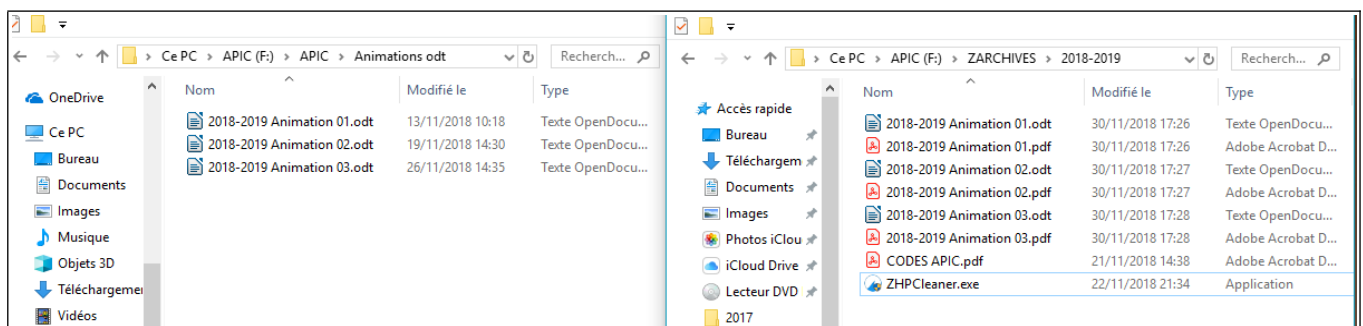 Ce PC > APIC (F:) > APIC > Animations odt
Recherch...
OneDrive
Ce PC
Bureau
Documents
Images
Musique
Objets 3D
Téléchargemer
Vidéos
Nom Modifié le Type
2018-2019 Animation 01.odt 13/11/2018 10:18 Texte OpenDocu...
2018-2019 Animation 02.odt 19/11/2018 14:30 Texte OpenDocu...
2018-2019 Animation 03.odt 26/11/2018 14:35 Texte OpenDocu...
Ce PC > APIC (F:) > ZARCHIVES > 2018-2019
Recherch...
Accès rapide
Bureau
Téléchargem
Documents
Images
Photos iClou
iCloud Drive
Lecteur DVD
2017
Nom Modifié le Type
2018-2019 Animation 01.odt 30/11/2018 17:26 Texte OpenDocu...
2018-2019 Animation 01.pdf 30/11/2018 17:26 Adobe Acrobat D...
2018-2019 Animation 02.odt 30/11/2018 17:27 Texte OpenDocu...
2018-2019 Animation 02.pdf 30/11/2018 17:27 Adobe Acrobat D...
2018-2019 Animation 03.odt 30/11/2018 17:28 Texte OpenDocu...
2018-2019 Animation 03.pdf 30/11/2018 17:28 Adobe Acrobat D...
CODES APIC.pdf 21/11/2018 14:38 Adobe Acrobat D...
ZHPCleaner.exe 22/11/2018 21:34 Application